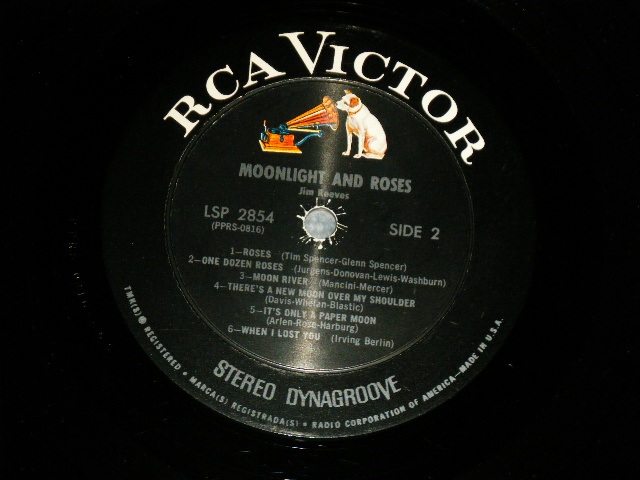 RCA VICTOR
MOONLIGHT AND ROSES
Jim Reeves
LSP 2854
(PPRS-0816)
SIDE 2
1—ROSES (Tim Spencer-Glenn Spencer)
2—ONE DOZEN ROSES (Jurgens-Donovan-Lewis-Washburn)
3—MOON RIVER (Mancini-Mercer)
4—THERE'S A NEW MOON OVER MY SHOULDER
(Davis-Whelan-Blastic)
5—IT'S ONLY A PAPER MOON
(Arlen-Rose-Harburg)
6—WHEN I LOST YOU (Irving Berlin)
STEREO DYNAGROOVE
TMK(S) ® REGISTERED • MARCA(S) REGISTRADA(S) • RADIO CORPORATION OF AMERICA—MADE IN U.S.A.